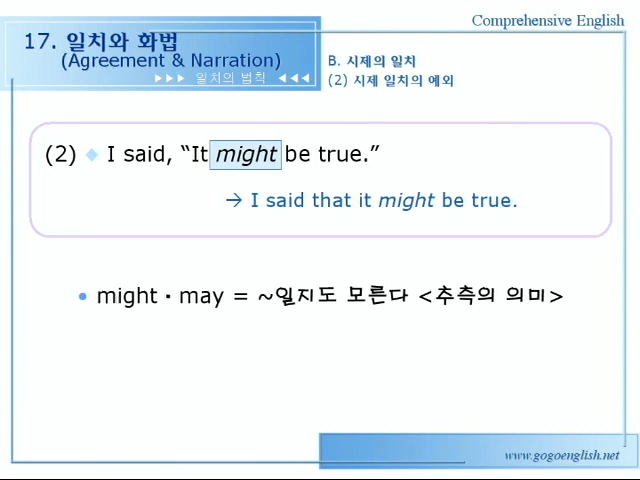 Comprehensive English
17. 일치와 화법
(Agreement & Narration)
▶▶▶ 일치의 법칙 ◀◀◀
B. 시제의 일치
(2) 시제 일치의 예외
(2) ◆ I said, “It might be true.”
→ I said that it might be true.
• might · may = ~일지도 모른다 <추측의 의미>
www.gogoenglish.net